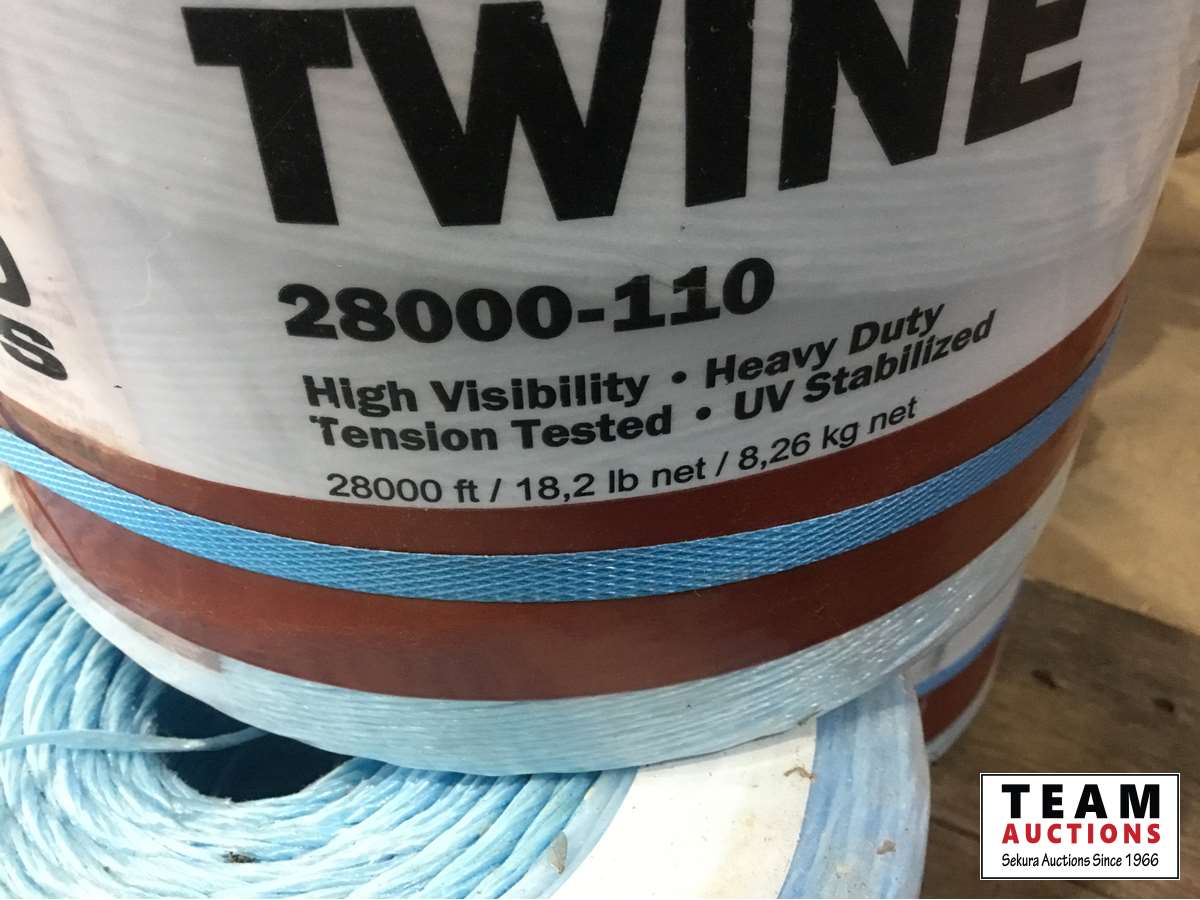 TWINE
28000-110
High Visibility • Heavy Duty
Tension Tested • UV Stabilized
28000 ft / 18,2 lb net / 8,26 kg net
TEAM
AUCTIONS
Sekura Auctions Since 1966